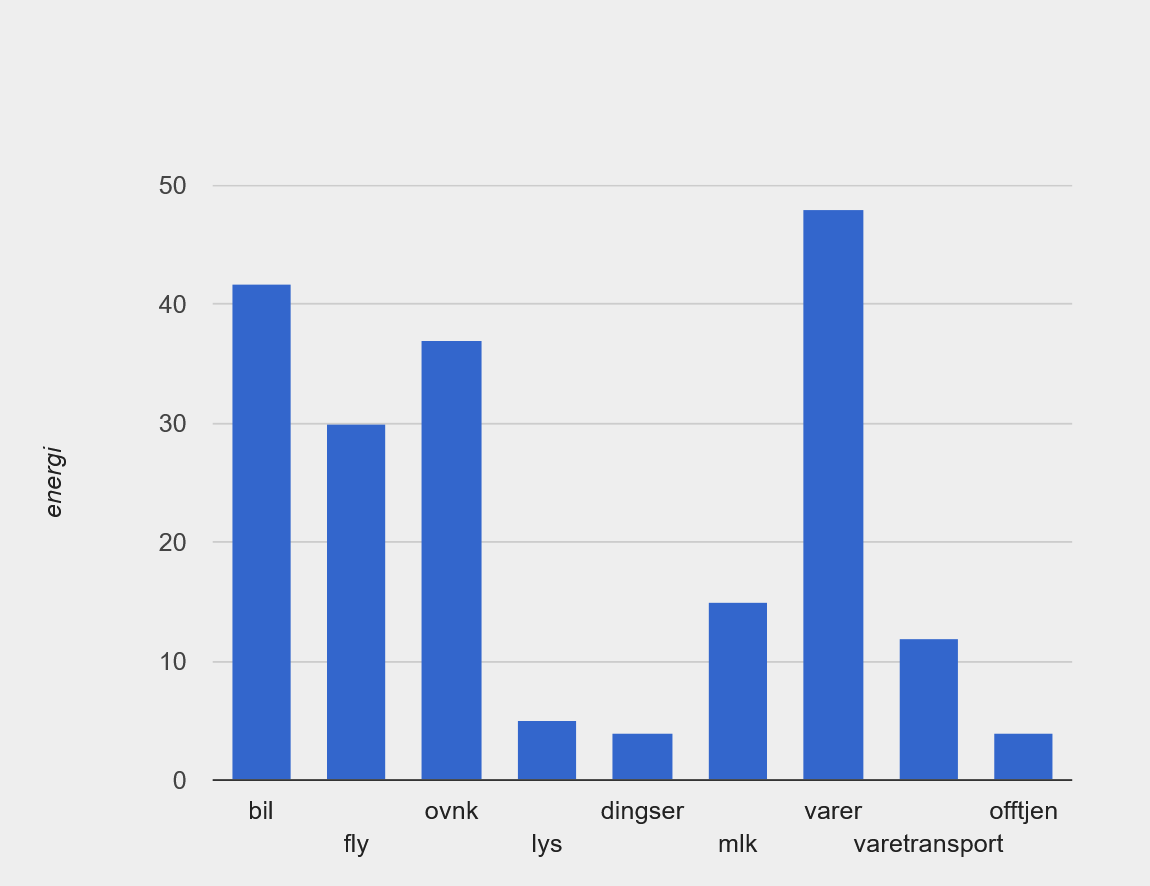 50
40
30
20
10
0
energi
bil
fly
ovnk
lys
dingser
mlk
varer
varetransport
offtjen